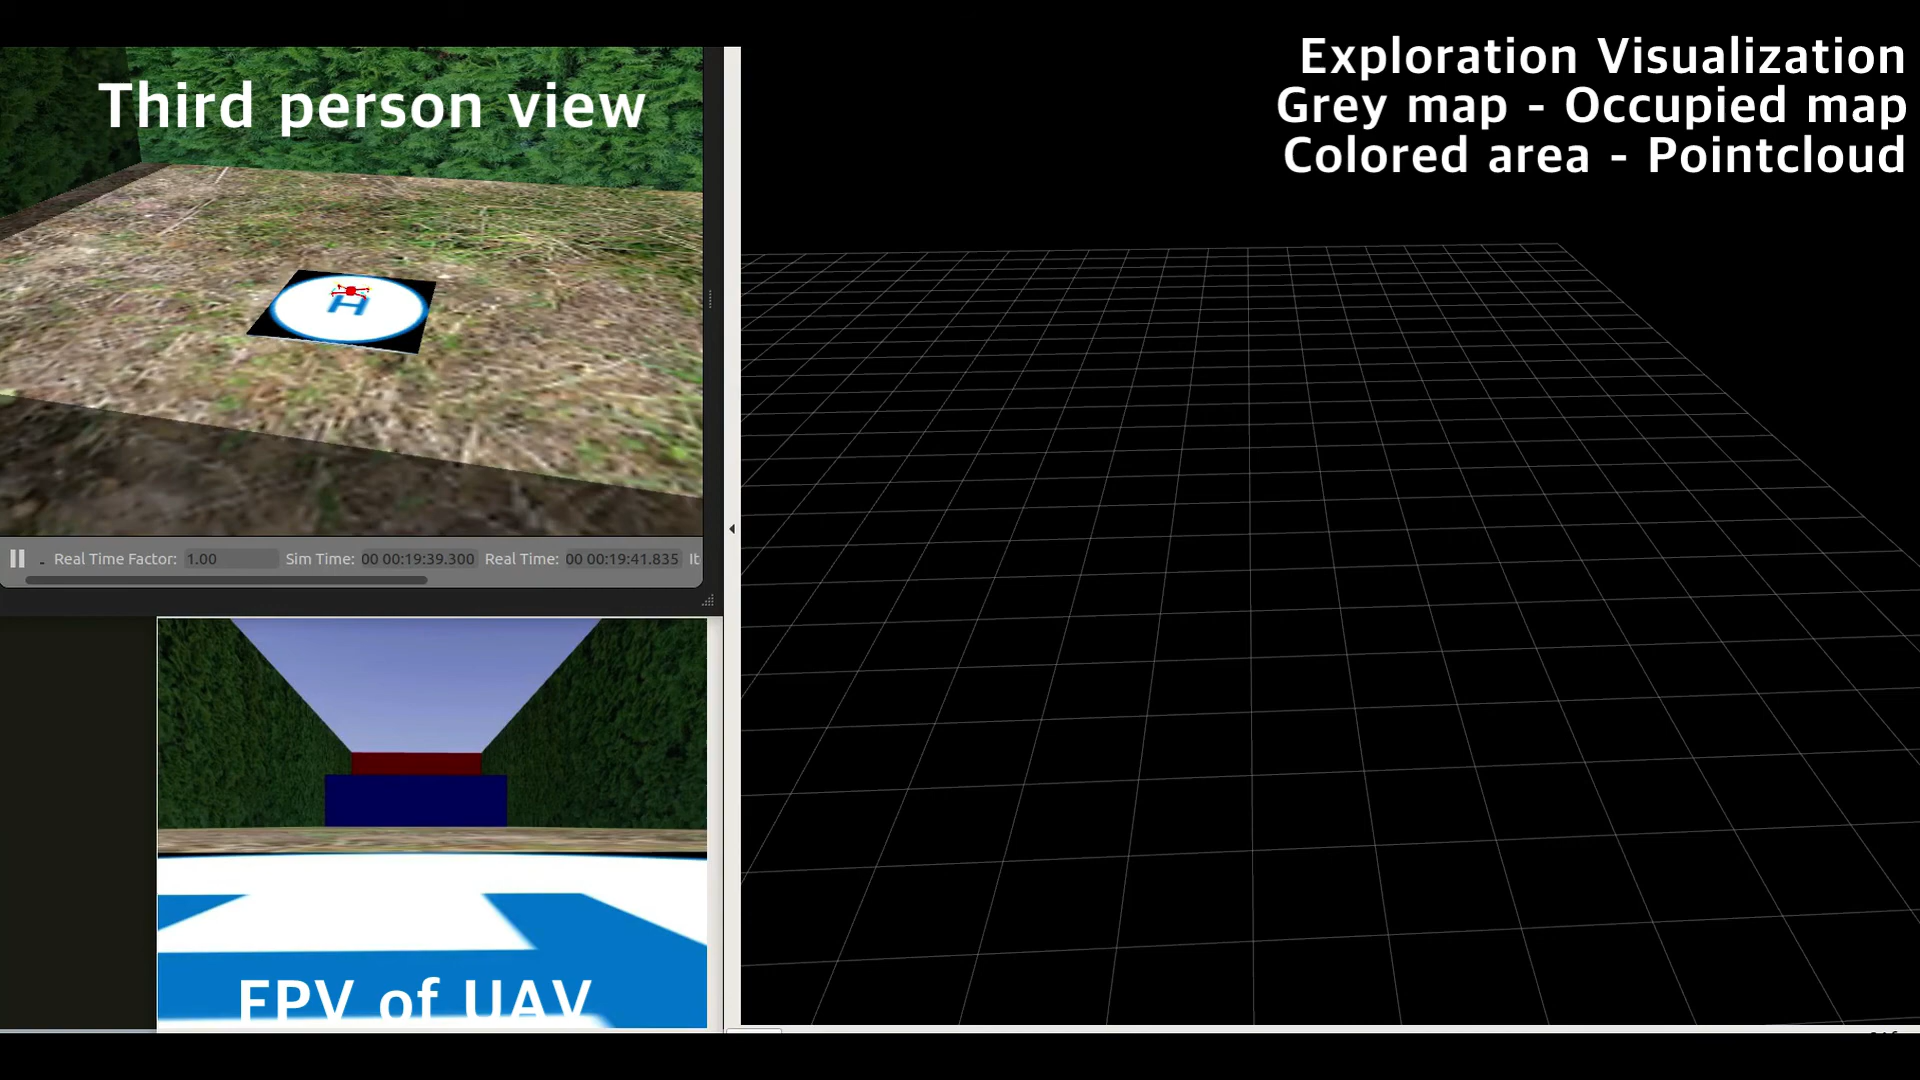 Exploration Visualization
Grey map - Occupied map
Colored area - Pointcloud
Third person view
H
Real Time Factor: 1.00 Sim Time: 00 00:19:39.300 Real Time: 00 00:19:41.835 It
FPV of UAV